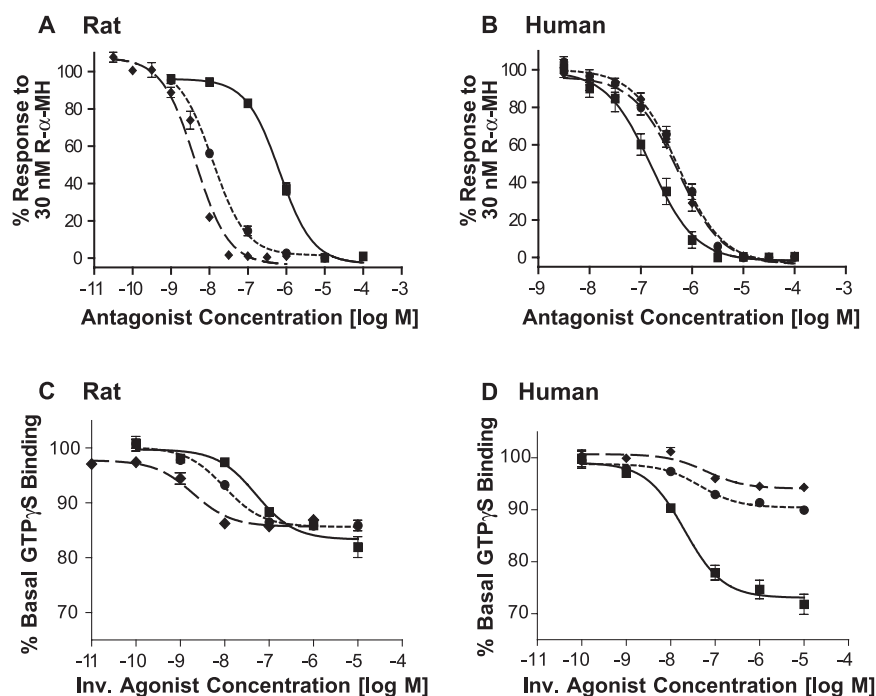 A Rat
% Response to
30 nM R-α-MH
100
80
60
40
20
0
-11 -10 -9 -8 -7 -6 -5 -4 -3
Antagonist Concentration [log M]
B Human
% Response to
30 nM R-α-MH
100
80
60
40
20
0
-9 -8 -7 -6 -5 -4 -3
Antagonist Concentration [log M]
C Rat
% Basal GTPγS Binding
100
90
80
70
-11 -10 -9 -8 -7 -6 -5 -4
Inv. Agonist Concentration [log M]
D Human
% Basal GTPγS Binding
100
90
80
70
-11 -10 -9 -8 -7 -6 -5 -4
Inv. Agonist Concentration [log M]